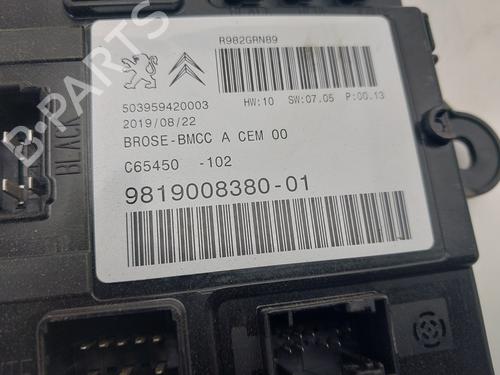 R982GRN89
503959420003
HW:10 SW:07.05 P:00.13
2019/08/22
BROSE-BMCC A CEM 00
C65450 -102
9819008380-01
BLACK